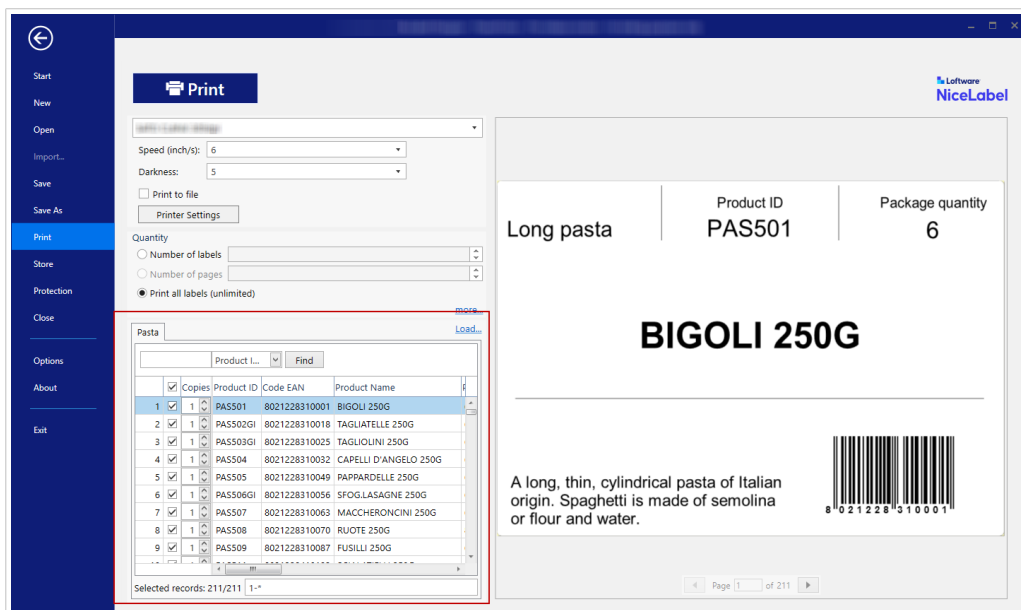 Start
New
Open
Import...
Save
Save As
Print
Store
Protection
Close
Options
About
Exit
Print
Speed (inch/s): 6
Darkness: 5
Print to file
Printer Settings
Quantity
Number of labels
Number of pages
Print all labels (unlimited)
more...
Load...
Pasta
Product I... Find
Copies Product ID Code EAN Product Name
1 1 PAS501 8021228310001 BIGOLI 250G
2 1 PAS502GI 8021228310018 TAGLIATELLE 250G
3 1 PAS503GI 8021228310025 TAGLIOLINI 250G
4 1 PAS504 8021228310032 CAPELLI D'ANGELO 250G
5 1 PAS505 8021228310049 PAPPARDELLE 250G
6 1 PAS506GI 8021228310056 SFOG.LASAGNE 250G
7 1 PAS507 8021228310063 MACCHERONCINI 250G
8 1 PAS508 8021228310070 RUOTE 250G
9 1 PAS509 8021228310087 FUSILLI 250G
Selected records: 211/211 1-*
Loftware
NiceLabel
Long pasta
Product ID
PAS501
Package quantity
6
BIGOLI 250G
A long, thin, cylindrical pasta of Italian
origin. Spaghetti is made of semolina
or flour and water.
8 021228 310001
Page 1 of 211